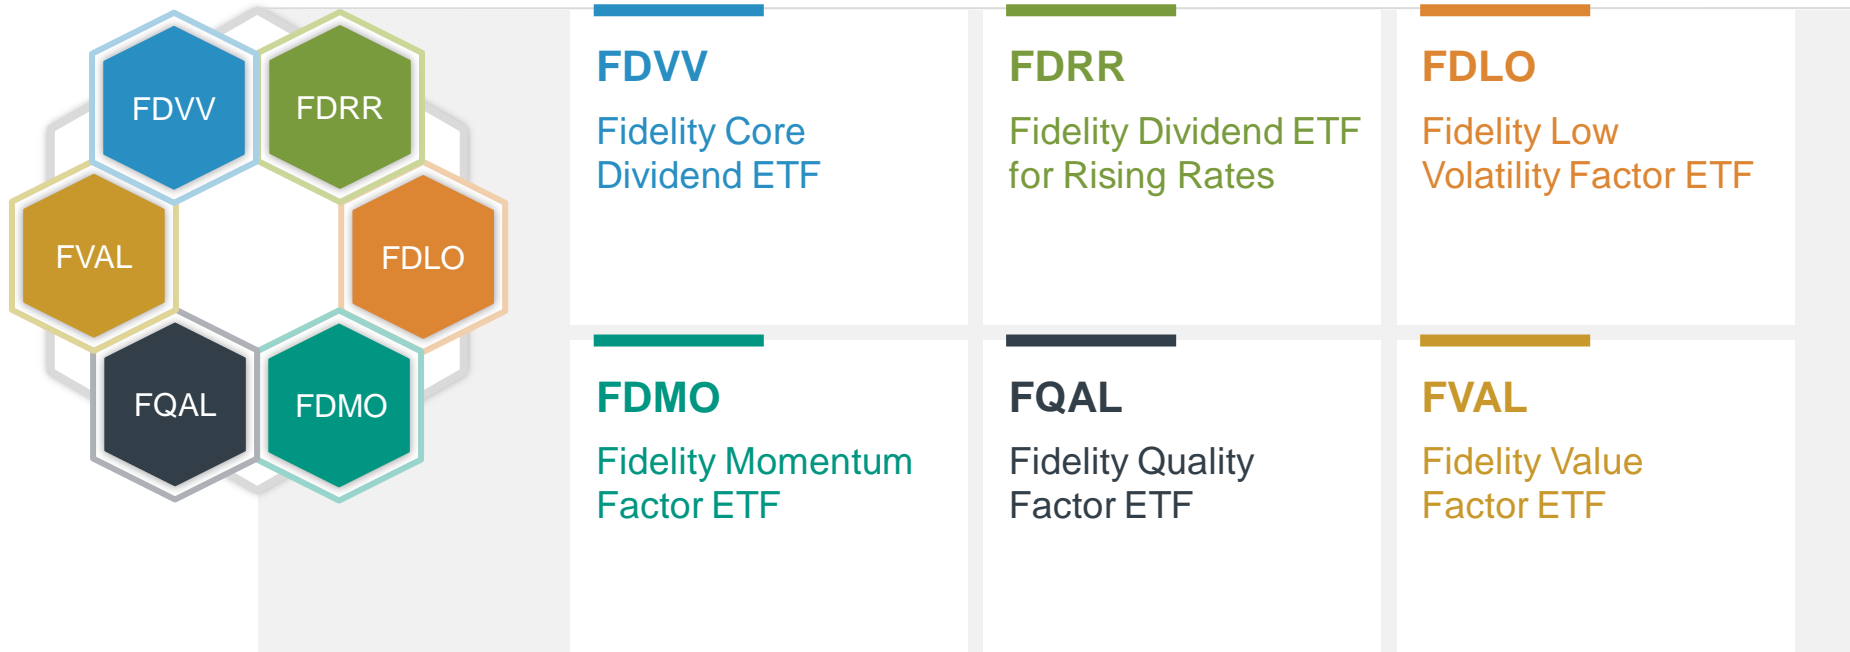 FDVV
FDRR
FVAL
FDLO
FQAL
FDMO
FDVV
Fidelity Core
Dividend ETF
FDRR
Fidelity Dividend ETF
for Rising Rates
FDLO
Fidelity Low
Volatility Factor ETF
FDMO
Fidelity Momentum
Factor ETF
FQAL
Fidelity Quality
Factor ETF
FVAL
Fidelity Value
Factor ETF